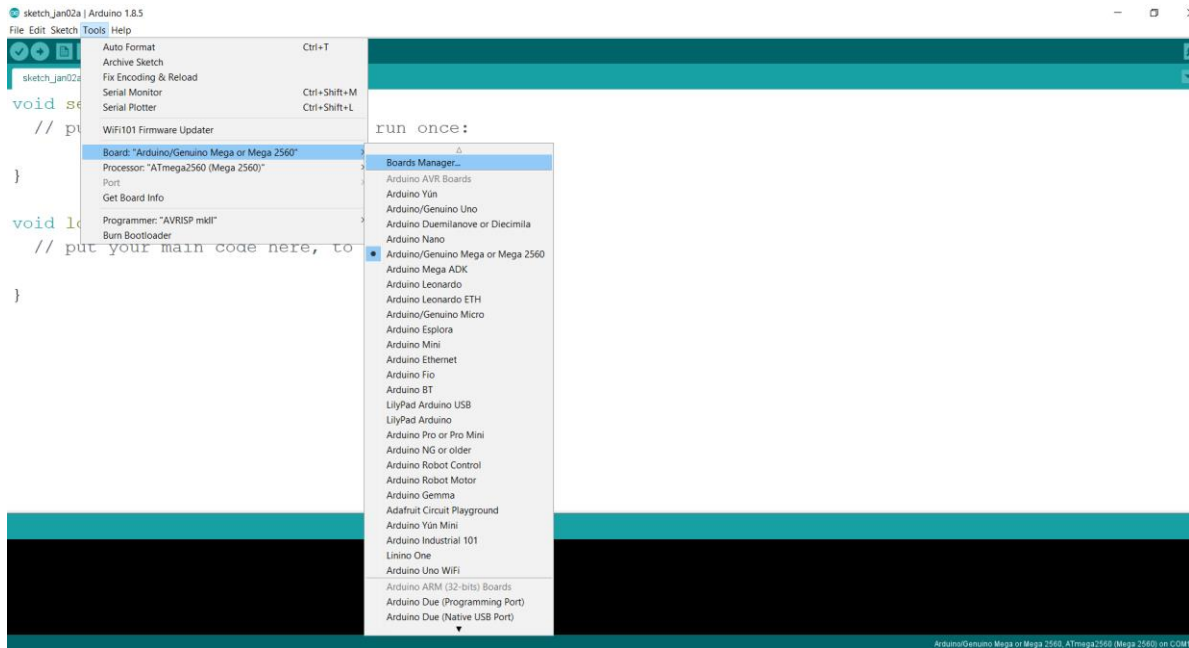 sketch_jan02a | Arduino 1.8.5
File Edit Sketch Tools Help
sketch_jan02a
Auto Format Ctrl+T
Archive Sketch
Fix Encoding & Reload
Serial Monitor Ctrl+Shift+M
Serial Plotter Ctrl+Shift+L
WiFi101 Firmware Updater
Board: "Arduino/Genuino Mega or Mega 2560"
Processor: "ATmega2560 (Mega 2560)"
Port
Get Board Info
Programmer: "AVRISP mkII"
Burn Bootloader
void se
// pu run once:
}
void lo
// put your main code here, to
}
Boards Manager...
Arduino AVR Boards
Arduino Yún
Arduino/Genuino Uno
Arduino Duemilanove or Diecimila
Arduino Nano
Arduino/Genuino Mega or Mega 2560
Arduino Mega ADK
Arduino Leonardo
Arduino Leonardo ETH
Arduino/Genuino Micro
Arduino Esplora
Arduino Mini
Arduino Ethernet
Arduino Fio
Arduino BT
LilyPad Arduino USB
LilyPad Arduino
Arduino Pro or Pro Mini
Arduino NG or older
Arduino Robot Control
Arduino Robot Motor
Arduino Gemma
Adafruit Circuit Playground
Arduino Yún Mini
Arduino Industrial 101
Linino One
Arduino Uno WiFi
Arduino ARM (32-bits) Boards
Arduino Due (Programming Port)
Arduino Due (Native USB Port)
Arduino/Genuino Mega or Mega 2560, ATmega2560 (Mega 2560) on COM1